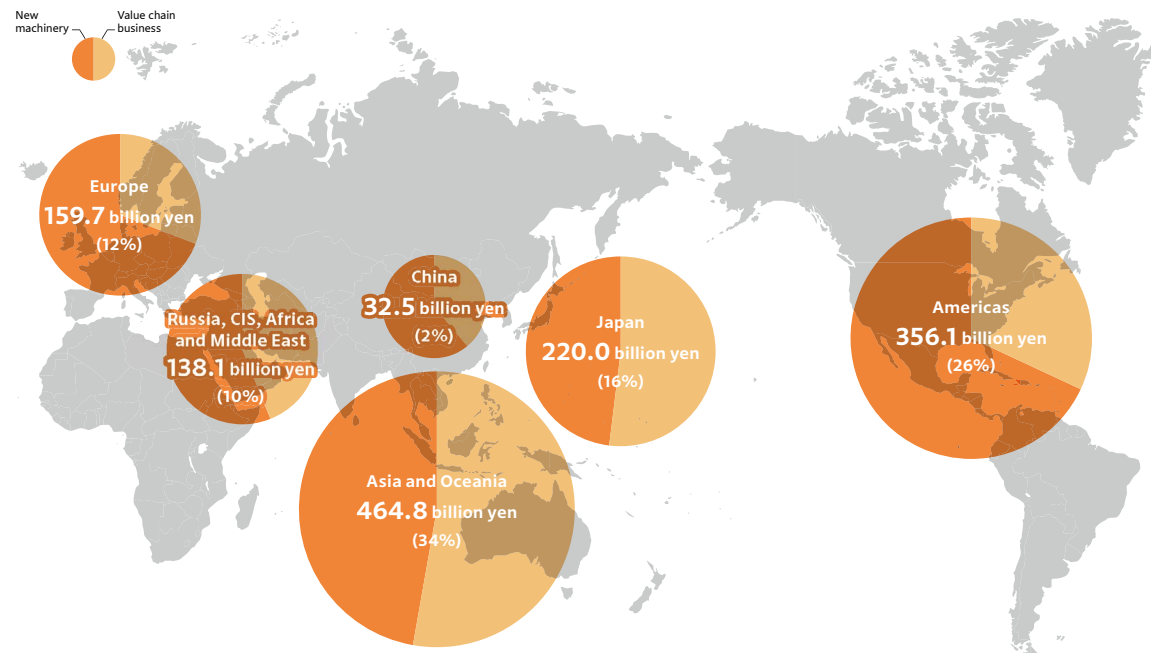 New
machinery
Value chain
business
Europe
159.7 billion yen
(12%)
Russia, CIS, Africa
and Middle East
138.1 billion yen
(10%)
China
32.5 billion yen
(2%)
Japan
220.0 billion yen
(16%)
Americas
356.1 billion yen
(26%)
Asia and Oceania
464.8 billion yen
(34%)